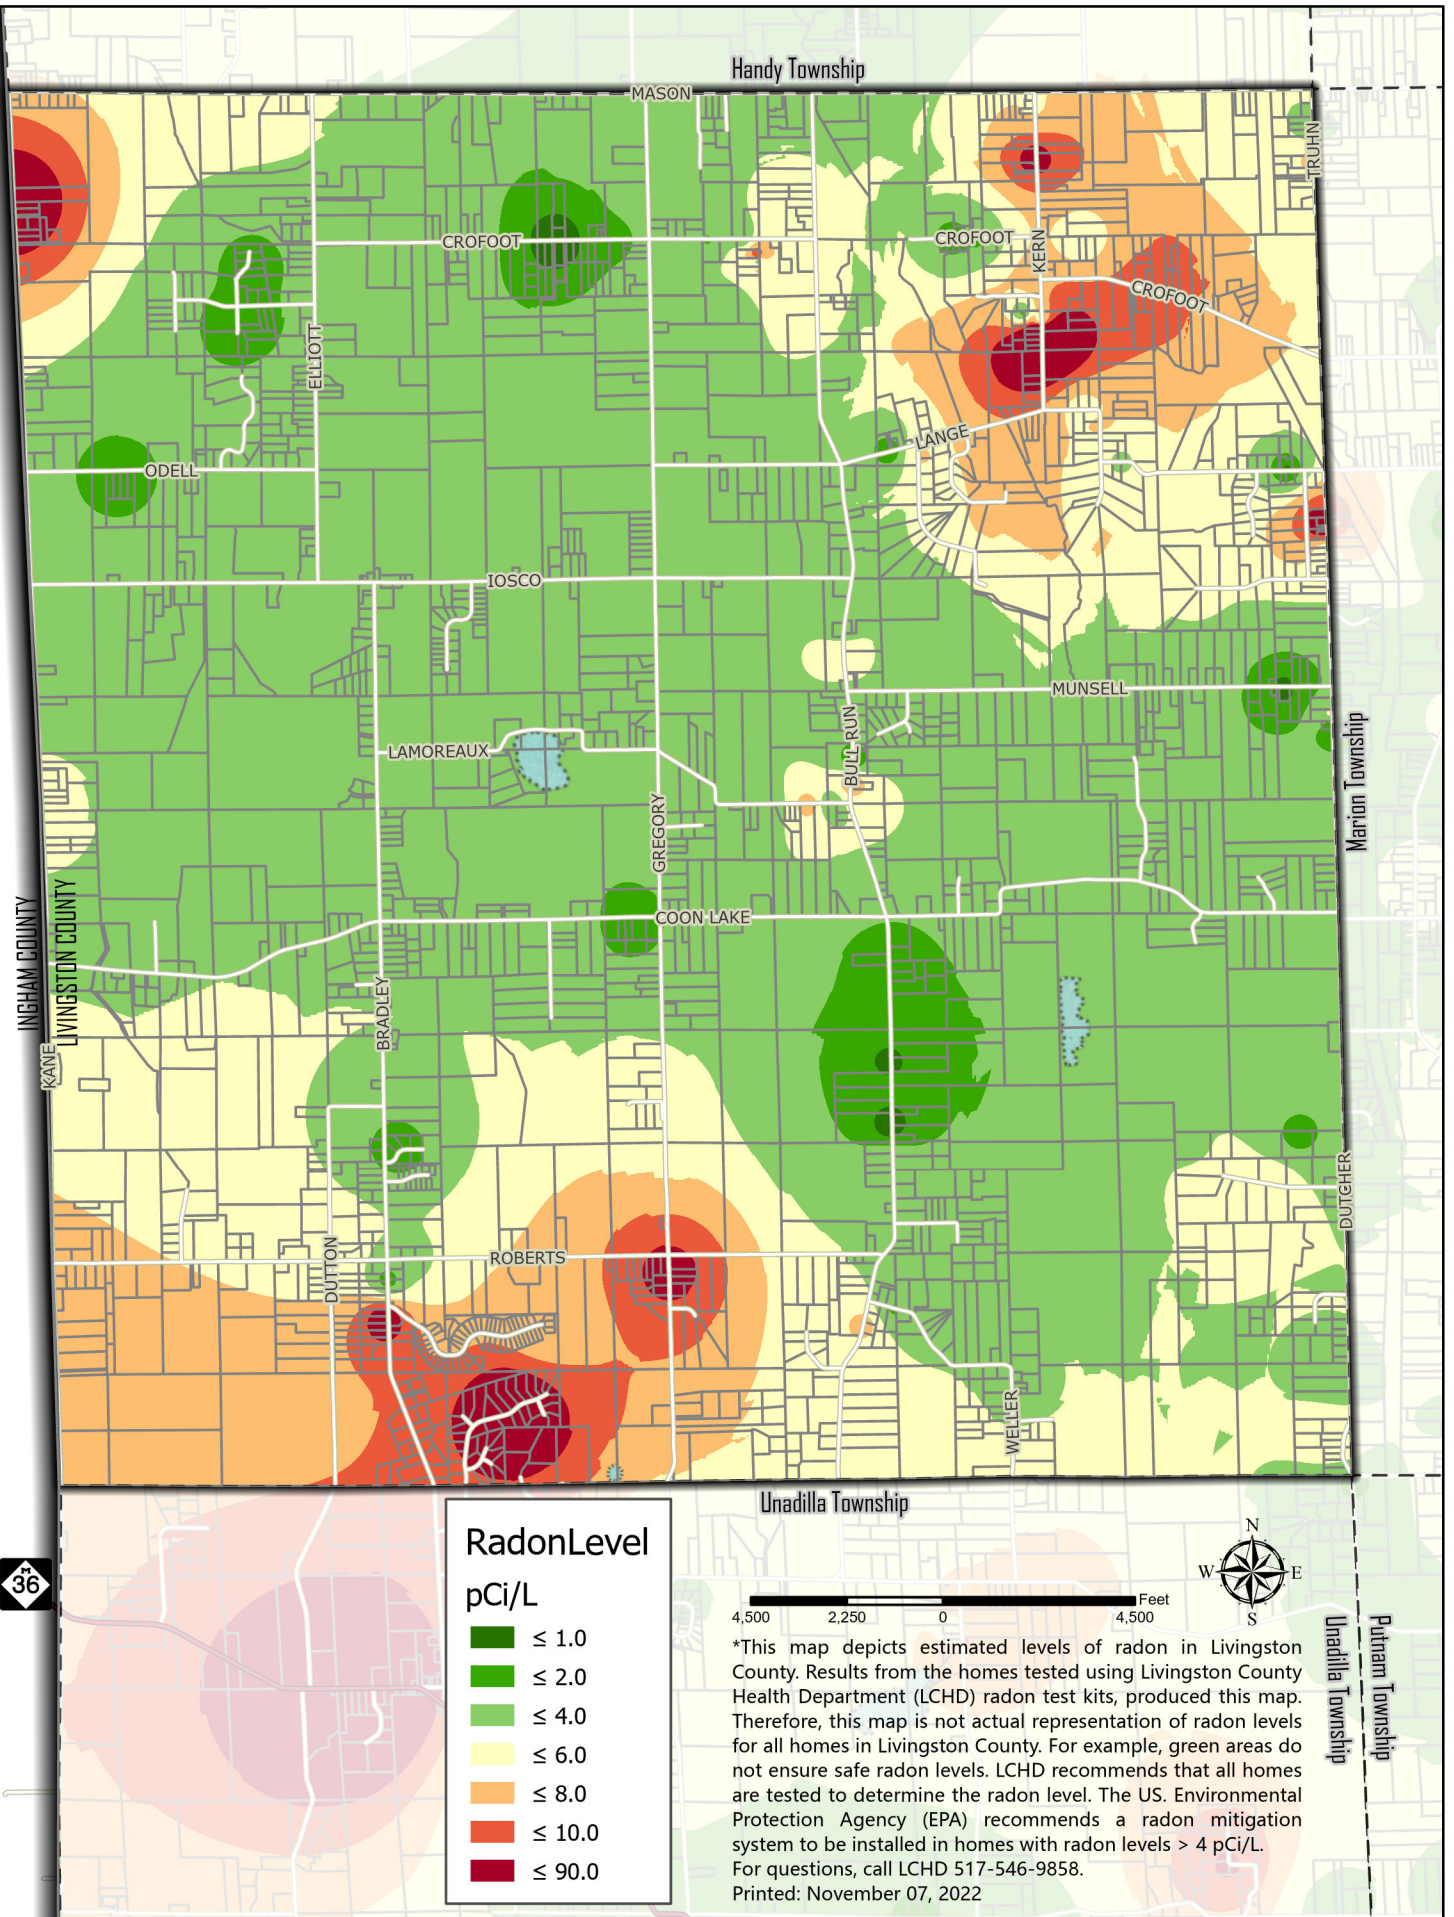 Handy Township
MASON
TRUHN
CROFOOT
CROFOOT
KERN
CROFOOT
ELLIOTT
LANGE
ODELL
IOSCO
MUNSELL
BULL RUN
LAMOREAUX
Marion Township
GREGORY
COON LAKE
INGHAM COUNTY
LIVINGSTON COUNTY
BRADLEY
KANE
DUTCHER
DUTTON
ROBERTS
WELLER
Unadilla Township
RadonLevel
pCi/L
≤ 1.0
≤ 2.0
≤ 4.0
≤ 6.0
≤ 8.0
≤ 10.0
≤ 90.0
M
36
N
W E
S
Feet
4,500 2,250 0 4,500
*This map depicts estimated levels of radon in Livingston
County. Results from the homes tested using Livingston County
Health Department (LCHD) radon test kits, produced this map.
Therefore, this map is not actual representation of radon levels
for all homes in Livingston County. For example, green areas do
not ensure safe radon levels. LCHD recommends that all homes
are tested to determine the radon level. The US. Environmental
Protection Agency (EPA) recommends a radon mitigation
system to be installed in homes with radon levels > 4 pCi/L.
For questions, call LCHD 517-546-9858.
Printed: November 07, 2022
Unadilla Township
Putnam Township